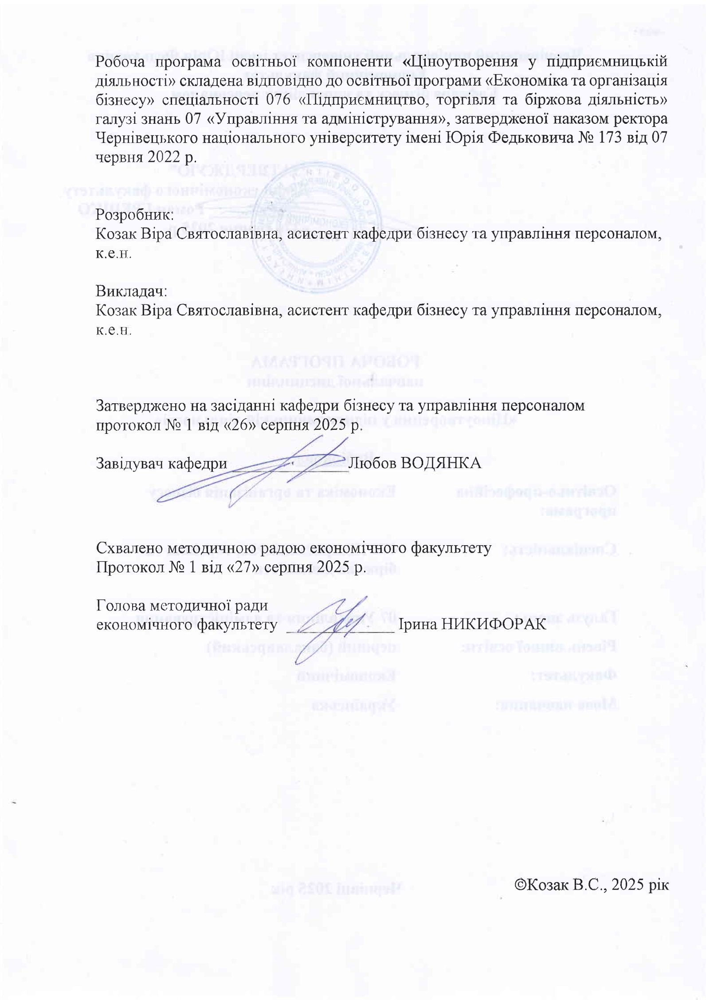 Робоча програма освітньої компоненти «Ціноутворення у підприємницькій
діяльності» складена відповідно до освітньої програми «Економіка та організація
бізнесу» спеціальності 076 «Підприємництво, торгівля та біржова діяльність»
галузі знань 07 «Управління та адміністрування», затвердженої наказом ректора
Чернівецького національного університету імені Юрія Федьковича № 173 від 07
червня 2022 р.
Розробник:
Козак Віра Святославівна, асистент кафедри бізнесу та управління персоналом,
к.е.н.
Викладач:
Козак Віра Святославівна, асистент кафедри бізнесу та управління персоналом,
к.е.н.
Затверджено на засіданні кафедри бізнесу та управління персоналом
протокол № 1 від «26» серпня 2025 р.
Завідувач кафедри ______________Любов ВОДЯНКА
Схвалено методичною радою економічного факультету
Протокол № 1 від «27» серпня 2025 р.
Голова методичної ради
економічного факультету _____________ Ірина НИКИФОРАК
©Козак В.С., 2025 рік